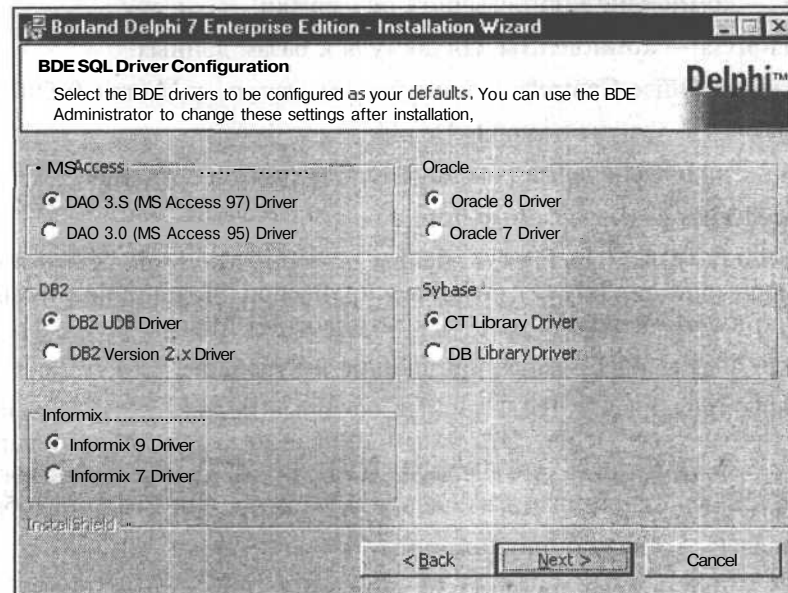 Borland Delphi 7 Enterprise Edition - Installation Wizard
BDE SQL Driver Configuration
Select the BDE drivers to be configured as your defaults. You can use the BDE
Administrator to change these settings after installation,
Delphi™
• MSAccess .....—........
DAO 3.S (MS Access 97) Driver
DAO 3.0 (MS Access 95) Driver
Oracle..............
Oracle 8 Driver
Oracle 7 Driver
DB2
DB2 UDB Driver
DB2 Version 2.x Driver
Sybase
CT Library Driver
DB Library Driver
Informix......................
Informix 9 Driver
Informix 7 Driver
InstallShield
< Back
Next >
Cancel